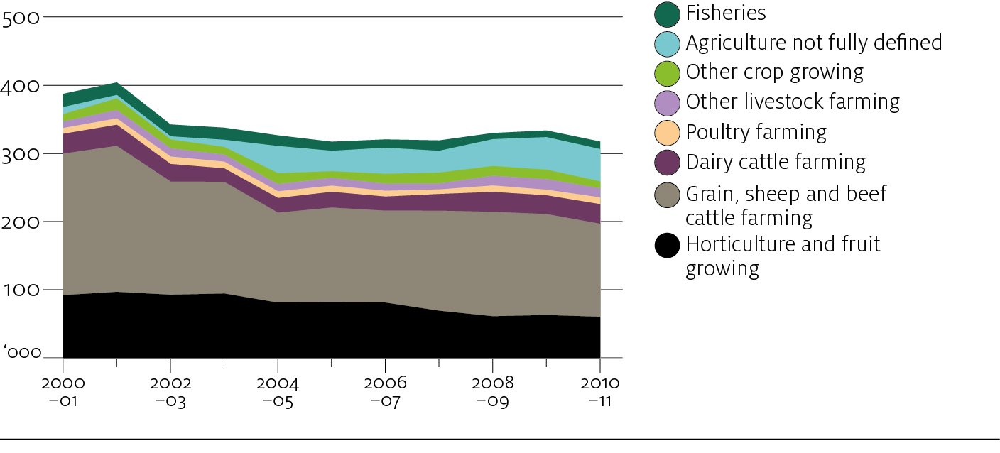 500
400
300
200
100
‘000
2000
–01
2002
–03
2004
–05
2006
–07
2008
–09
2010
–11
Fisheries
Agriculture not fully defined
Other crop growing
Other livestock farming
Poultry farming
Dairy cattle farming
Grain, sheep and beef
cattle farming
Horticulture and fruit
growing